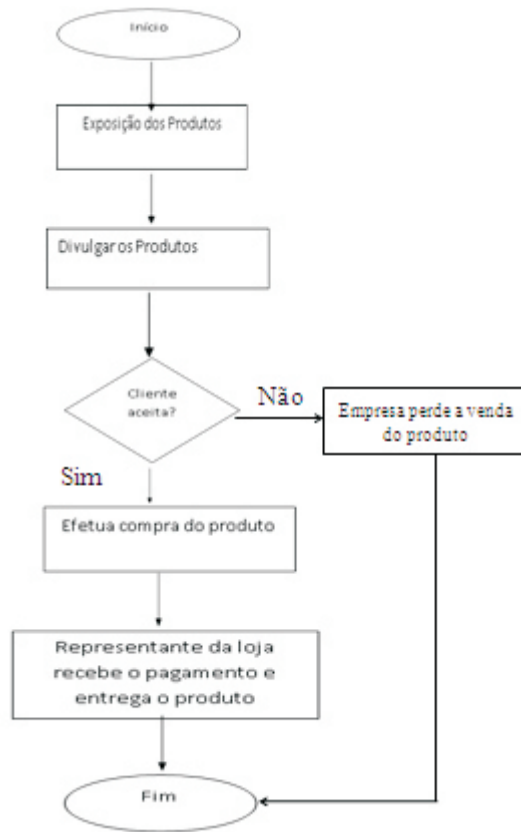 Início
Exposição dos Produtos
Divulgar os Produtos
Cliente
aceita?
Não
Empresa perde a venda
do produto
Sim
Efetua compra do produto
Representante da loja
recebe o pagamento e
entrega o produto
Fim